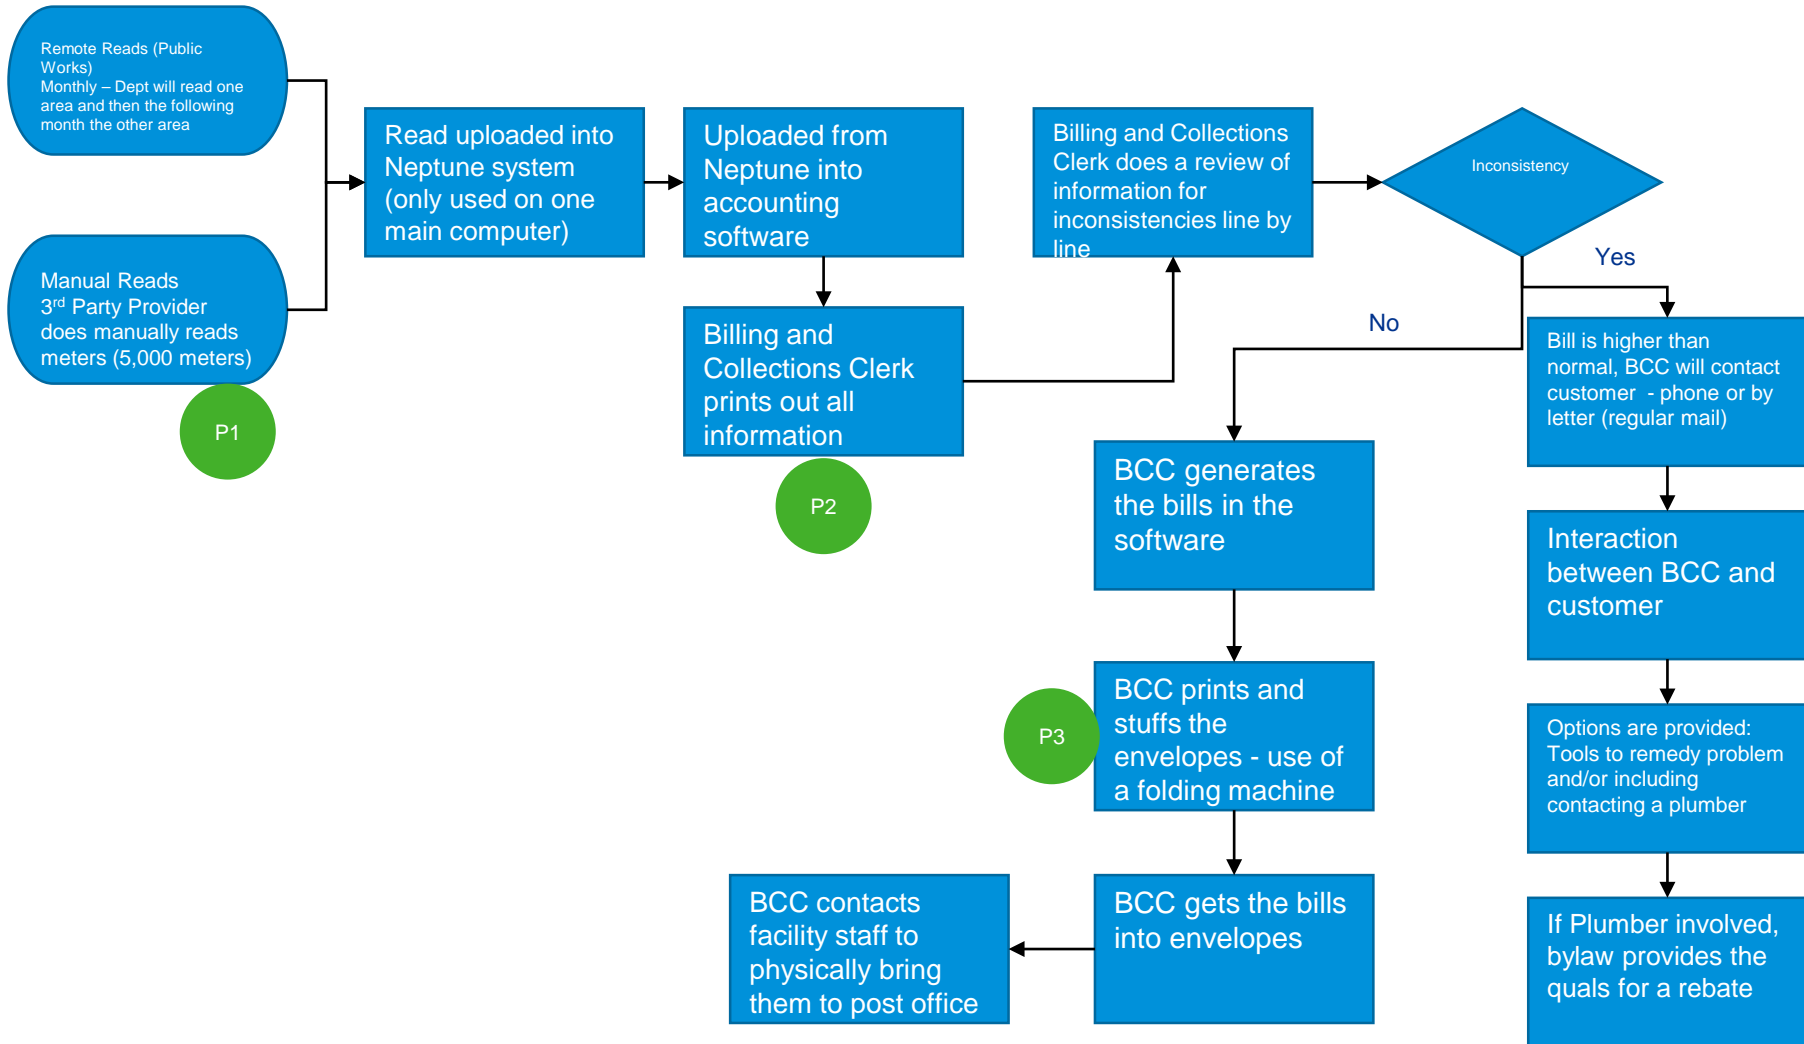 Remote Reads (Public
Works)
Monthly – Dept will read one
area and then the following
month the other area
Manual Reads
3rd Party Provider
does manually reads
meters (5,000 meters)
P1
Read uploaded into
Neptune system
(only used on one
main computer)
Uploaded from
Neptune into
accounting
software
Billing and
Collections Clerk
prints out all
information
P2
Billing and Collections
Clerk does a review of
information for
inconsistencies line by
line
Inconsistency
Yes
No
Bill is higher than
normal, BCC will contact
customer - phone or by
letter (regular mail)
Interaction
between BCC and
customer
Options are provided:
Tools to remedy problem
and/or including
contacting a plumber
If Plumber involved,
bylaw provides the
quals for a rebate
BCC generates
the bills in the
software
BCC prints and
stuffs the
envelopes - use of
a folding machine
P3
BCC gets the bills
into envelopes
BCC contacts
facility staff to
physically bring
them to post office